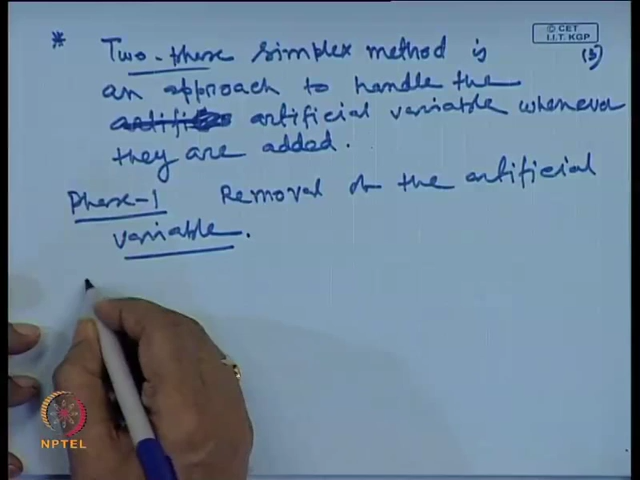 * Two-phase simplex method is
an approach to handle the
artificial variable whenever
they are added.
Phase-1 Removal of the artificial
variable.
© CET
I.I.T. KGP
(3)
NPTEL